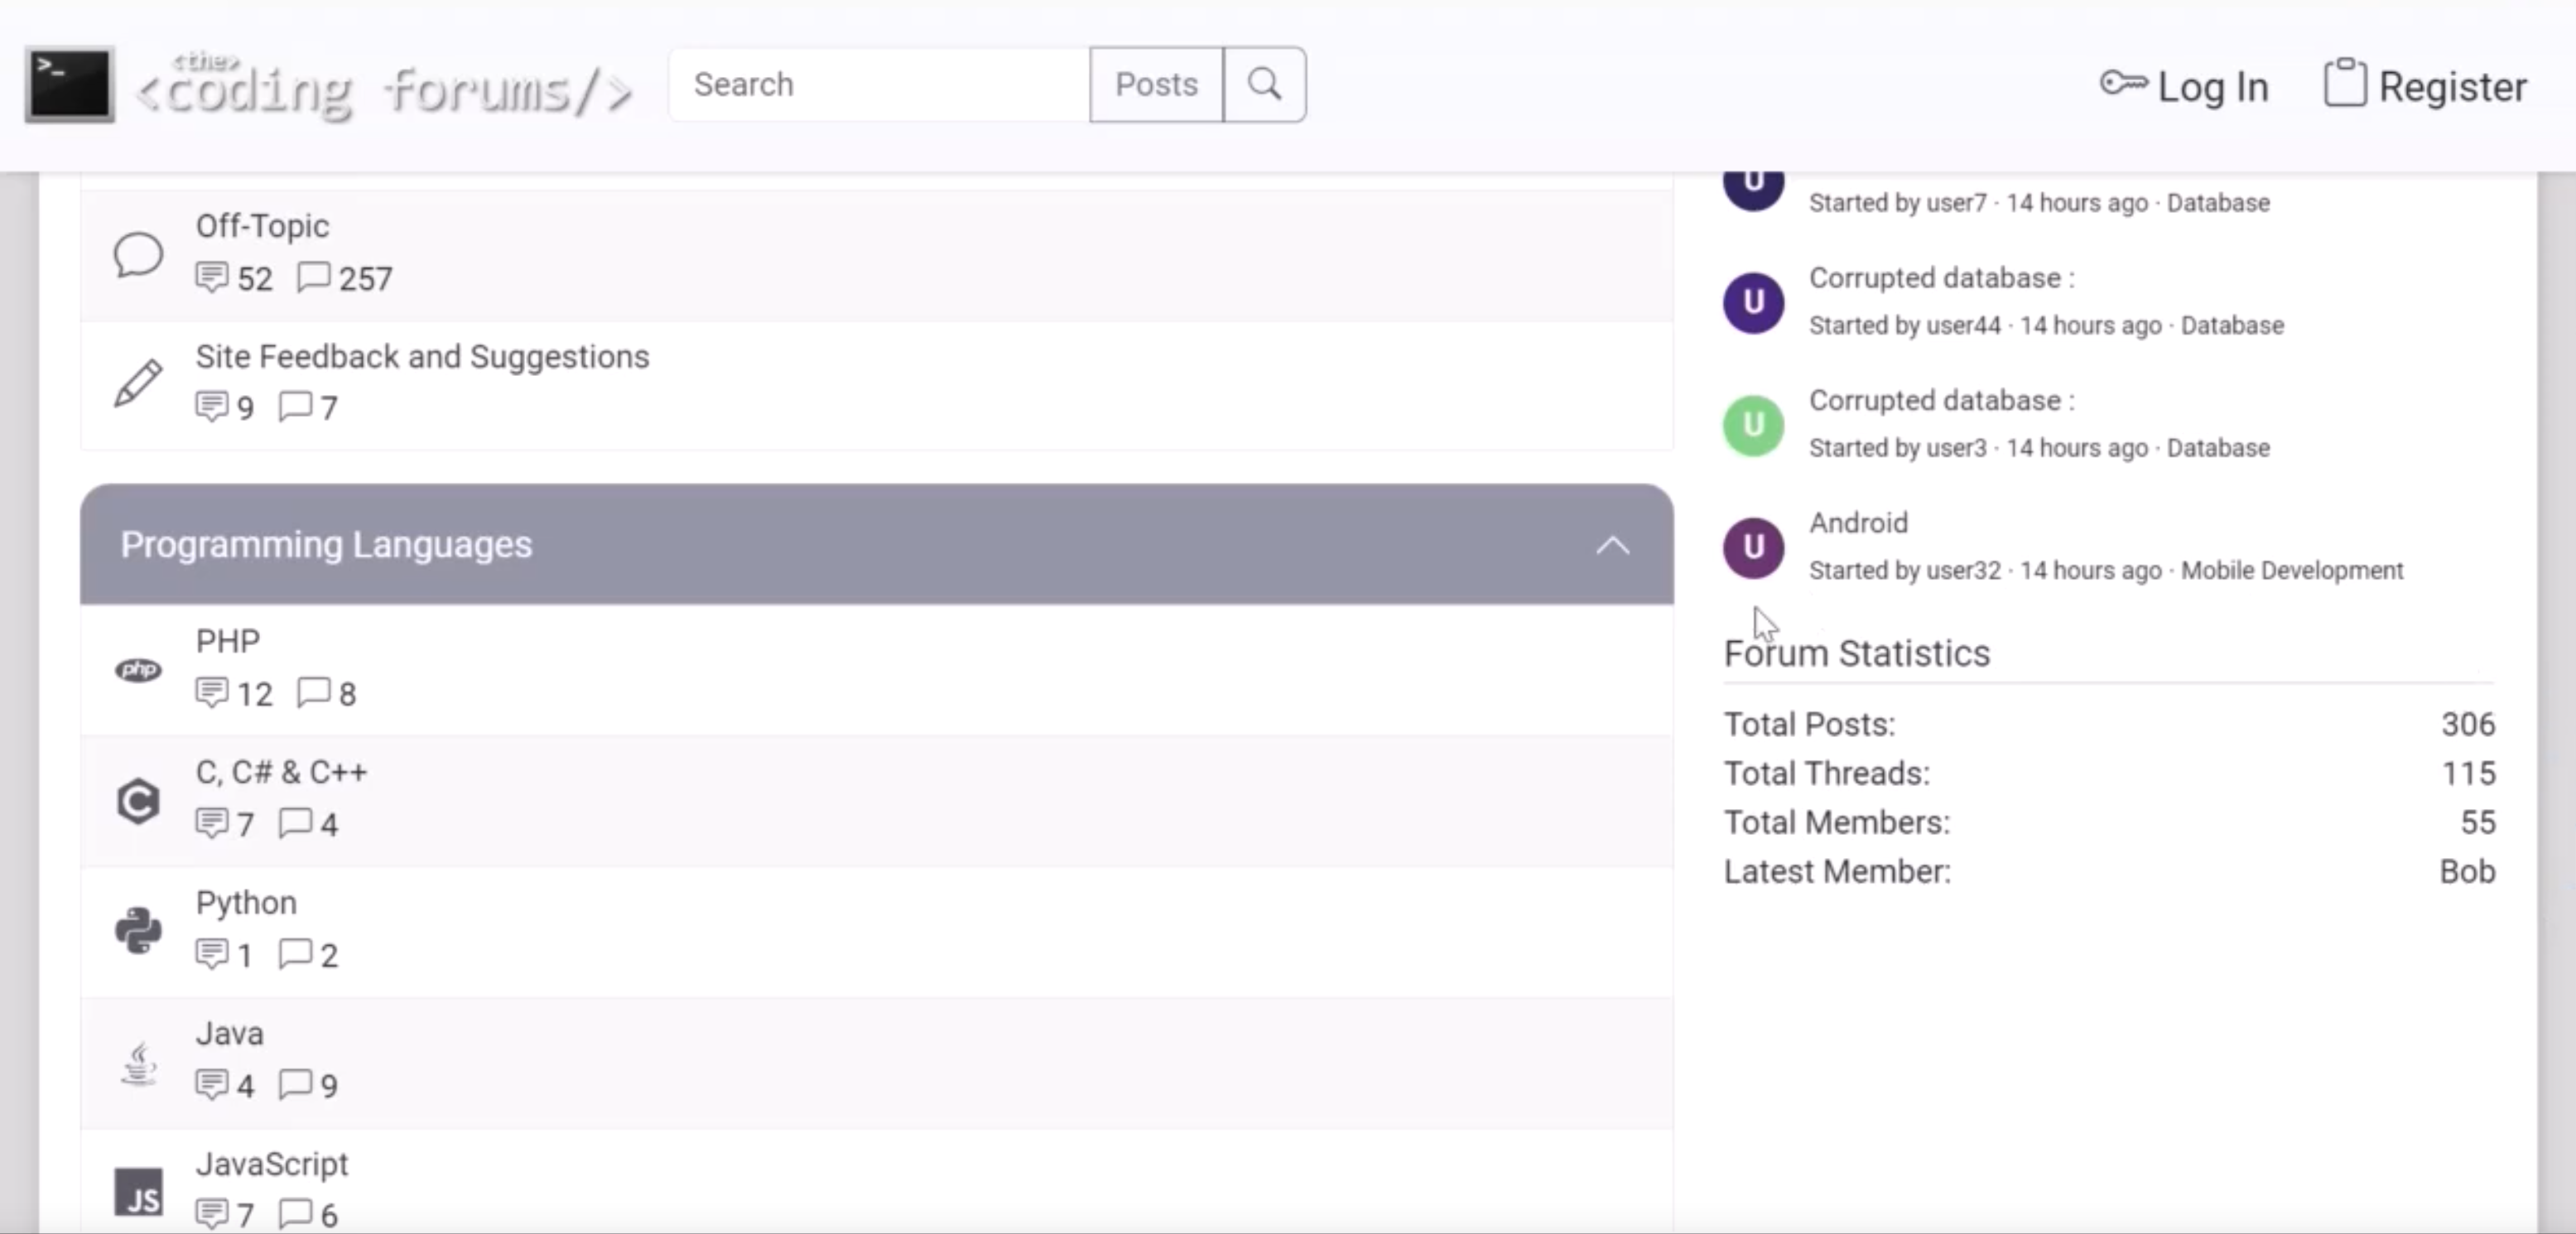 <the>
<coding forums/>
Search
Posts
Log In
Register
Off-Topic
52 257
Site Feedback and Suggestions
9 7
Programming Languages
PHP
php
12 8
C, C# & C++
C
7 4
Python
1 2
Java
4 9
JavaScript
JS
7 6
U
Started by user7 · 14 hours ago · Database
U
Corrupted database :
Started by user44 · 14 hours ago · Database
U
Corrupted database :
Started by user3 · 14 hours ago · Database
U
Android
Started by user32 · 14 hours ago · Mobile Development
Forum Statistics
Total Posts: 306
Total Threads: 115
Total Members: 55
Latest Member: Bob